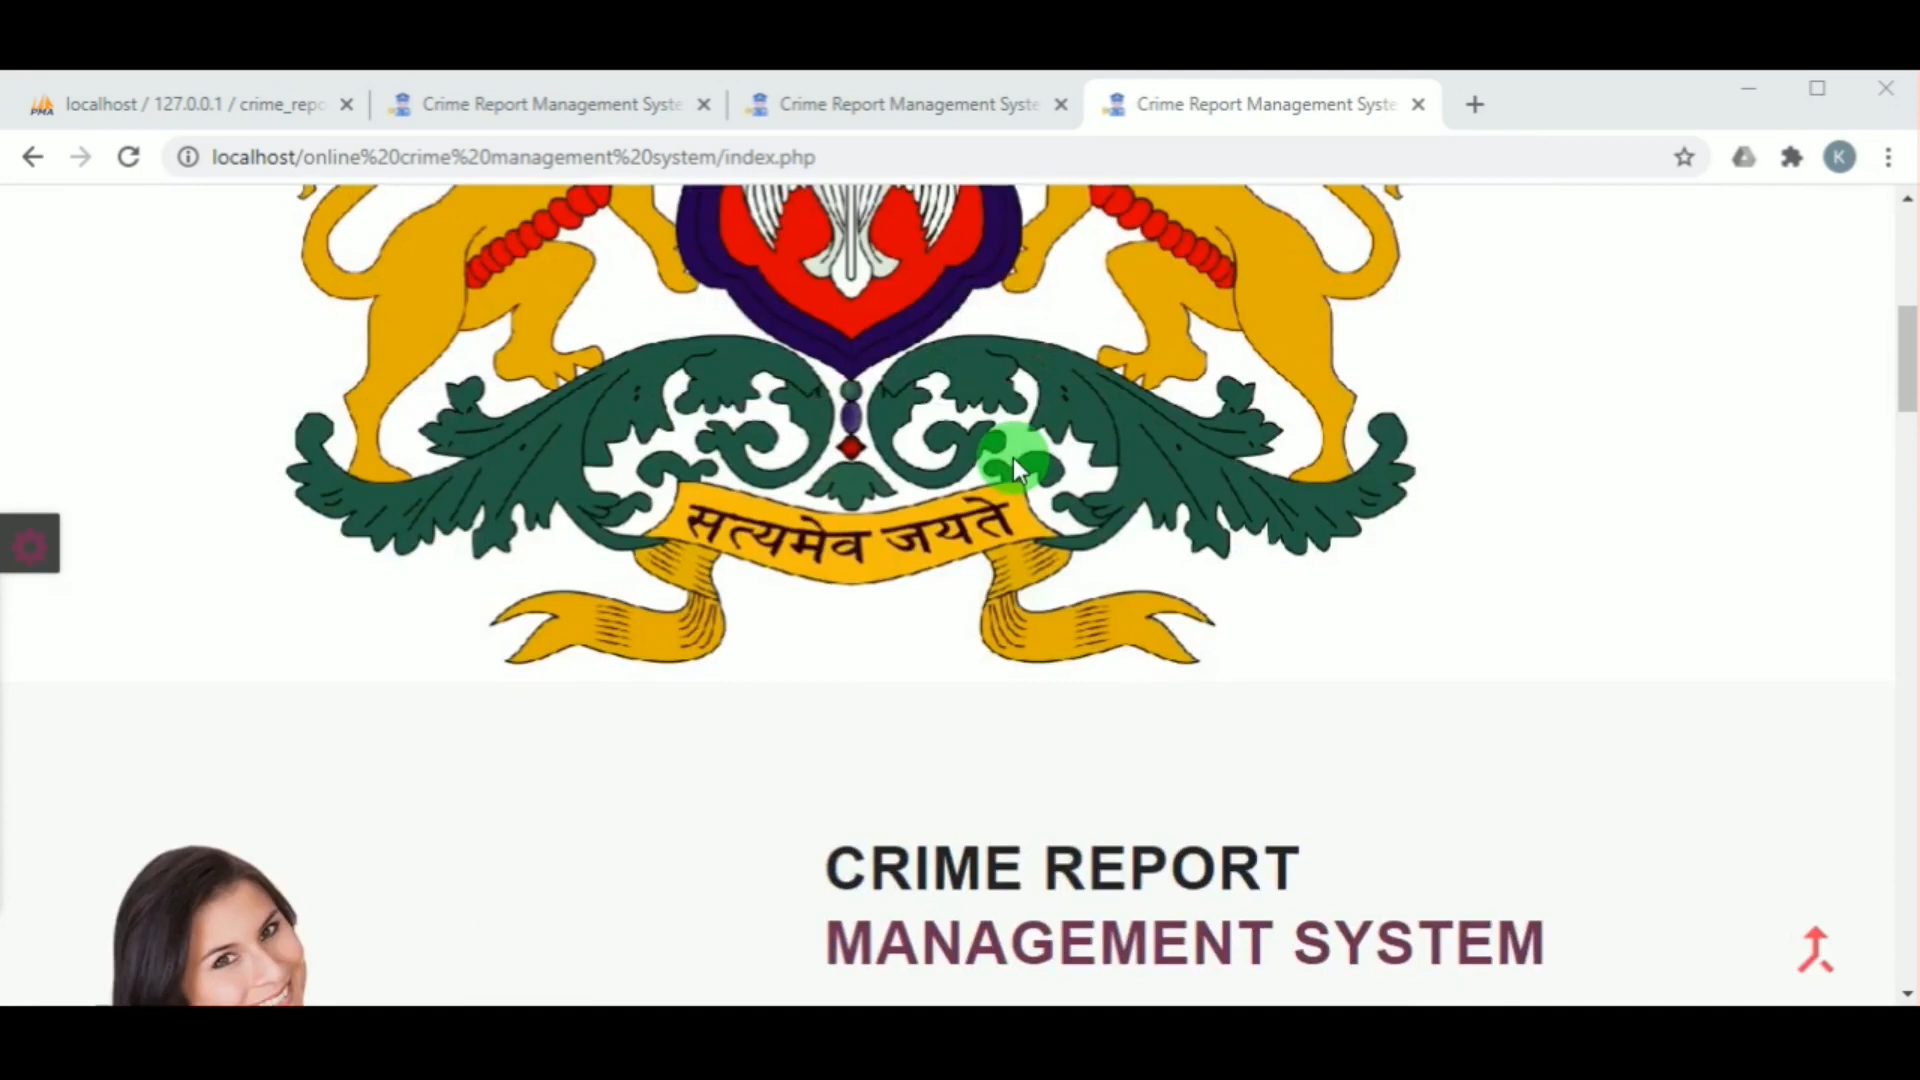 localhost / 127.0.0.1 / crime_repo
Crime Report Management Syste
Crime Report Management Syste
Crime Report Management Syste
localhost/online%20crime%20management%20system/index.php
K
सत्यमेव जयते
CRIME REPORT
MANAGEMENT SYSTEM